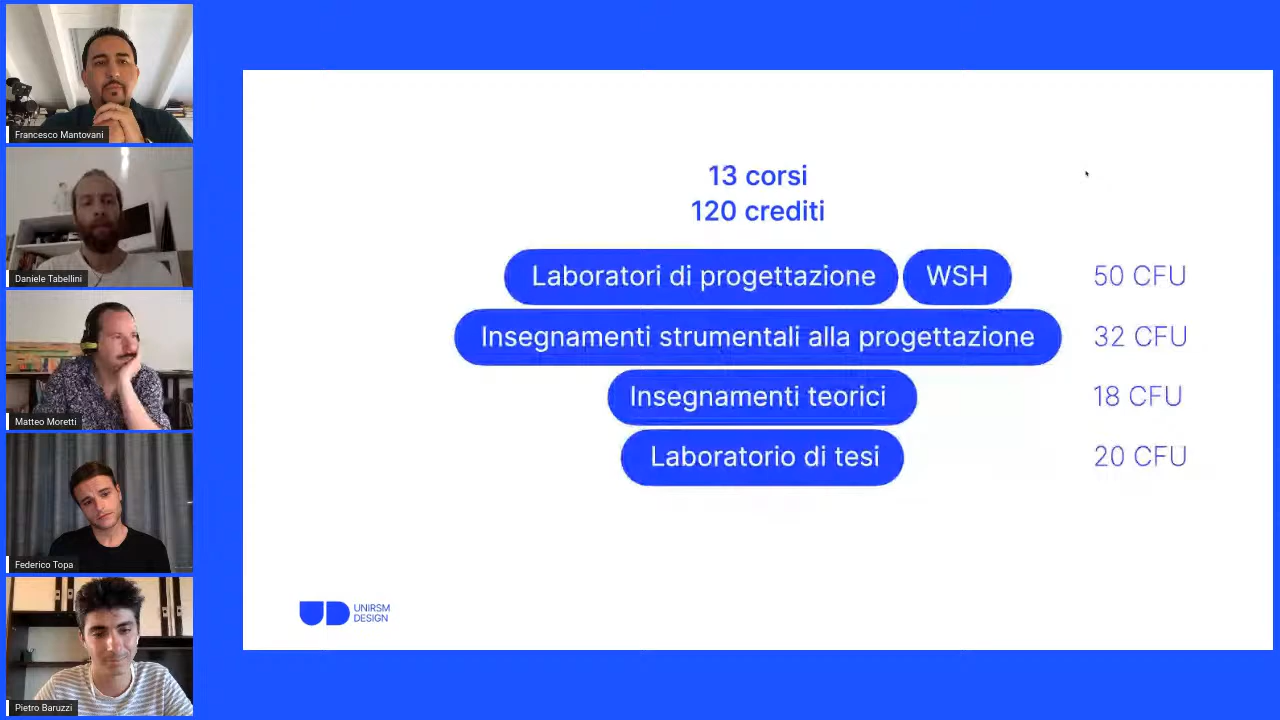 Francesco Mantovani
Daniele Tabellini
Matteo Moretti
Federico Topa
Pietro Baruzzi
13 corsi
120 crediti
Laboratori di progettazione WSH 50 CFU
Insegnamenti strumentali alla progettazione 32 CFU
Insegnamenti teorici 18 CFU
Laboratorio di tesi 20 CFU
UD UNIRSM
DESIGN